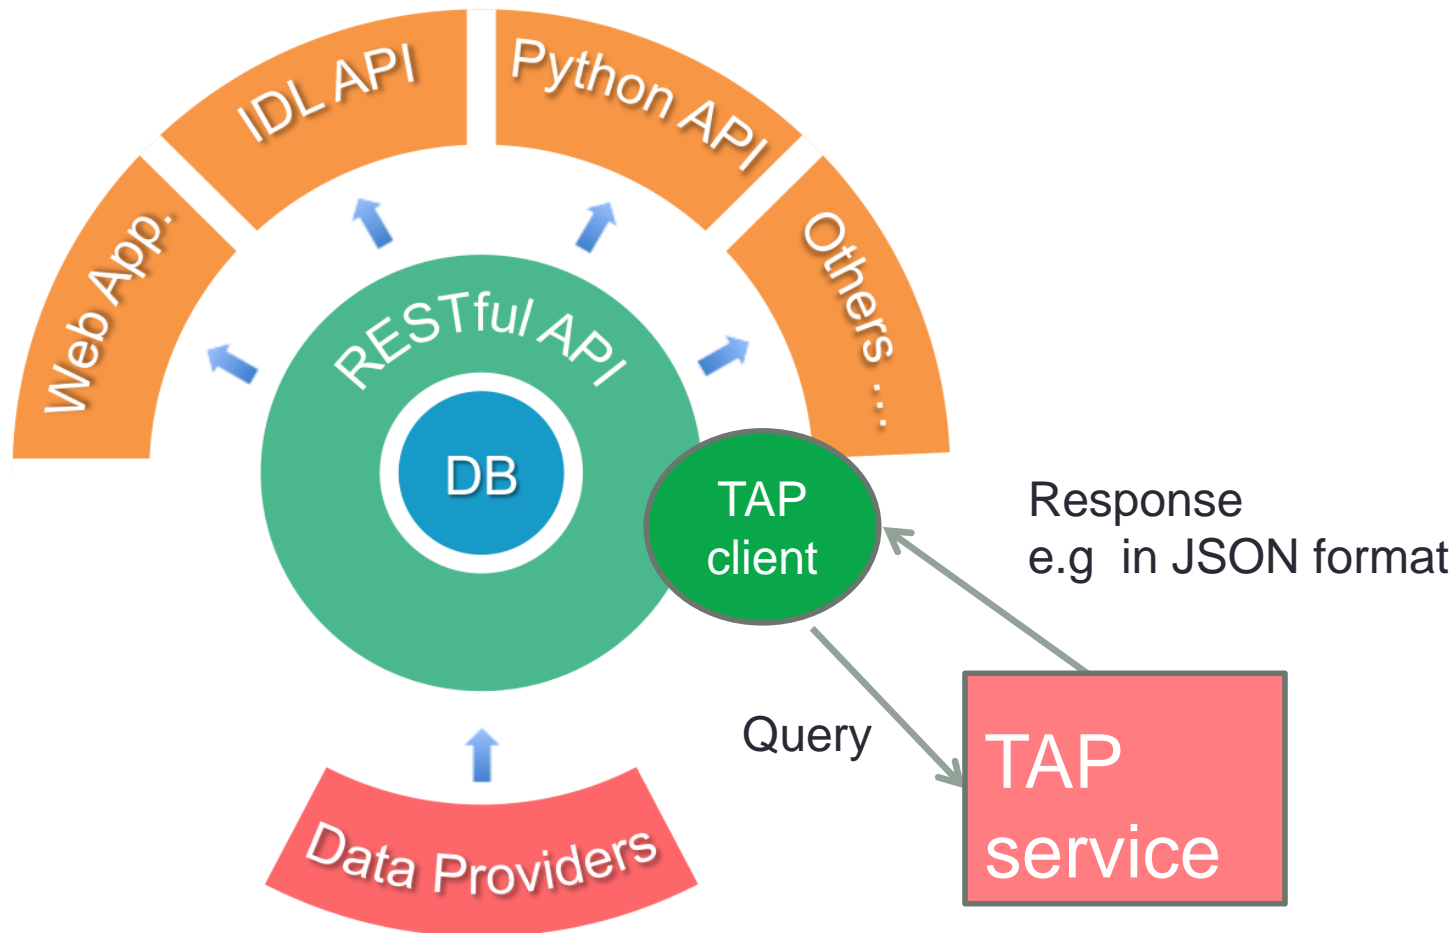 IDL API
Python API
Web App.
Others ...
RESTful API
DB
TAP
client
Response
e.g  in JSON format
Query
TAP
service
Data Providers